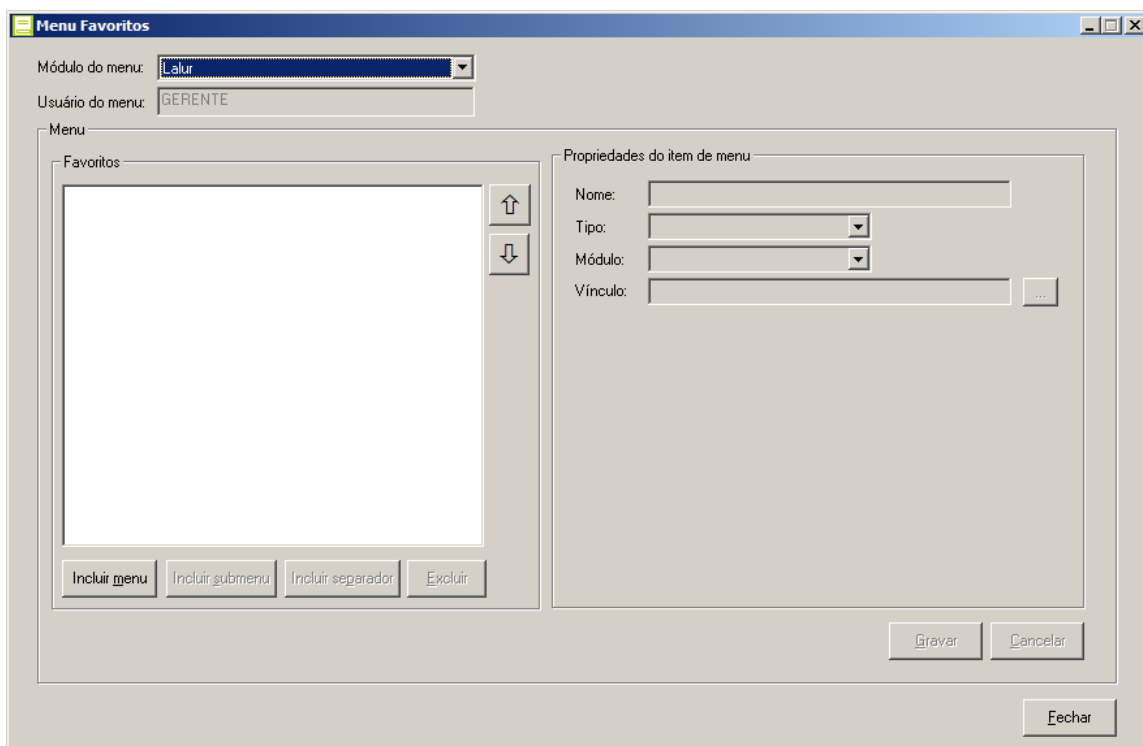 Menu Favoritos
Módulo do menu: Lalur
Usuário do menu: GERENTE
Menu
Favoritos
Incluir menu Incluir submenu Incluir separador Excluir
Propriedades do item de menu
Nome:
Tipo:
Módulo:
Vínculo: ...
Gravar Cancelar
Fechar